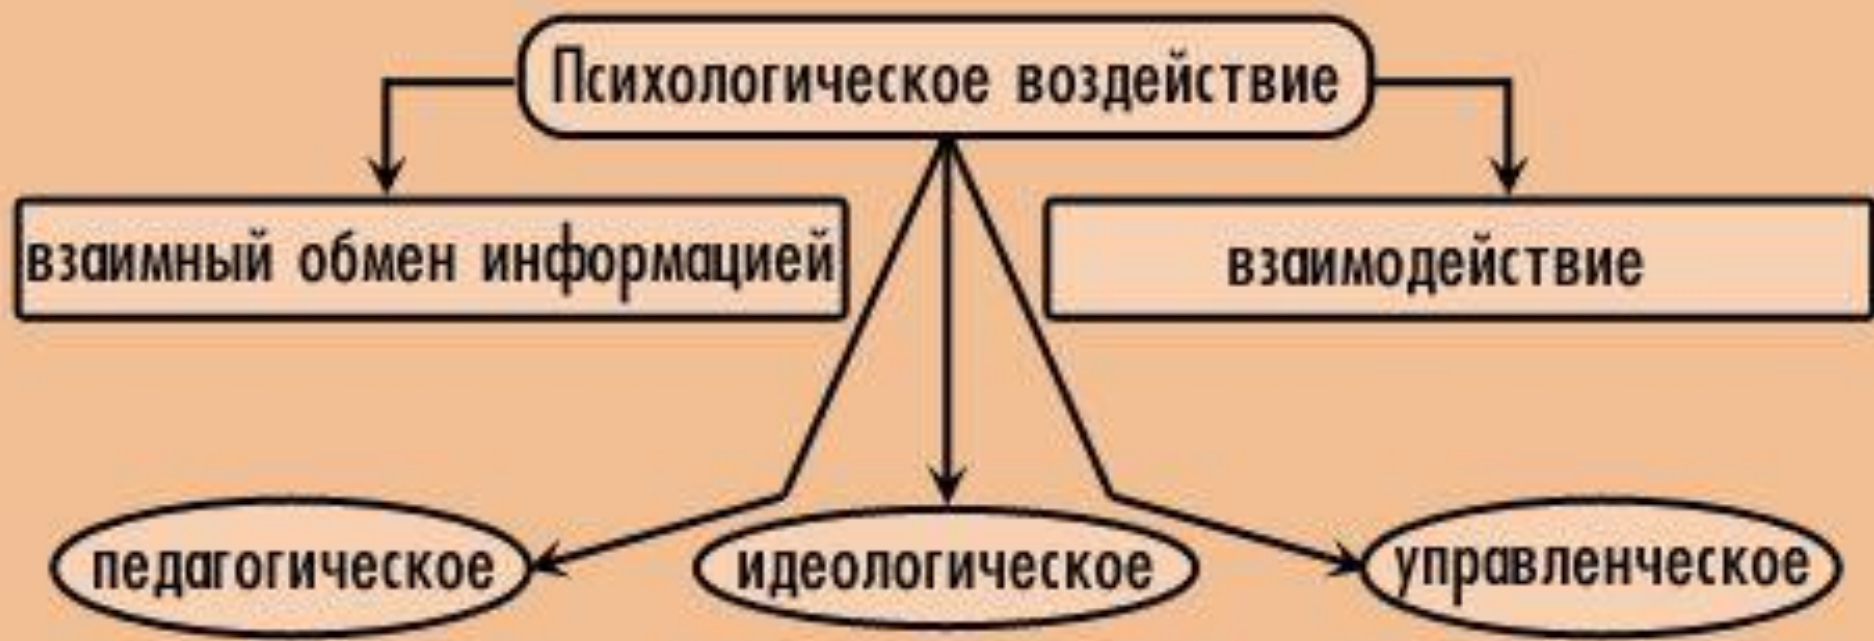 Психологическое воздействие
взаимный обмен информацией
взаимодействие
педагогическое
идеологическое
управленческое